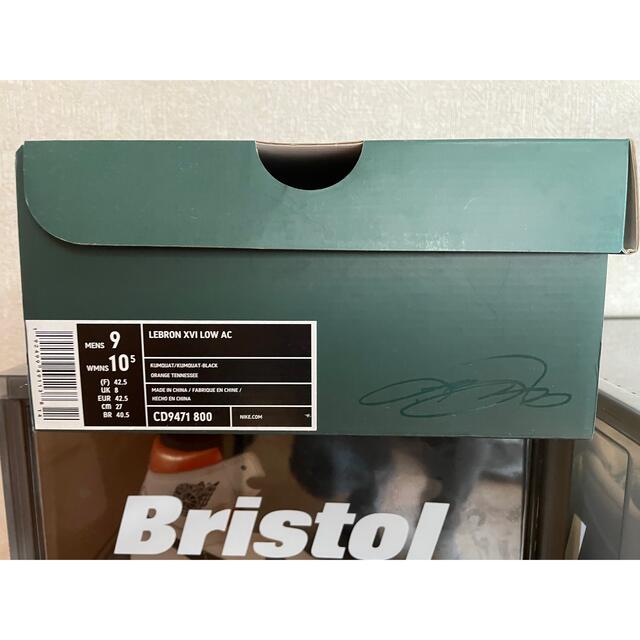 MENS 9
WMNS 10.5
(F) 42.5
UK 8
EUR 42.5
CM 27
BR 40.5
LEBRON XVI LOW AC
KUMQUAT/KUMQUAT-BLACK
ORANGE TENNESSEE
MADE IN CHINA / FABRIQUE EN CHINE /
HECHO EN CHINA
CD9471 800
NIKE.COM
Bristol